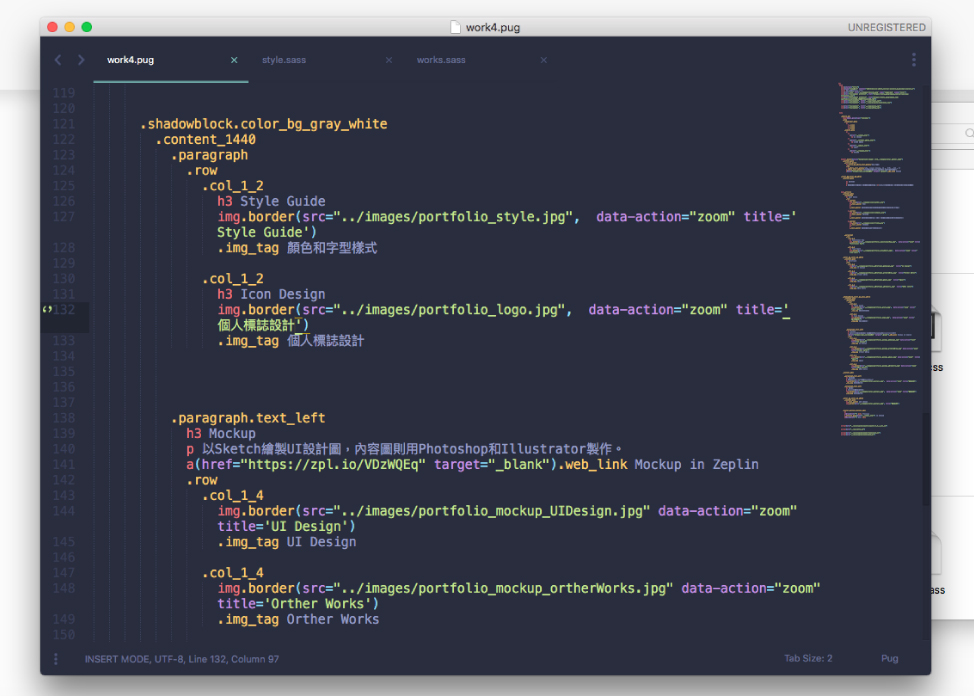 work4.pug
UNREGISTERED
work4.pug × style.sass × works.sass ×
119
120
121 .shadowblock.color_bg_gray_white
122 .content_1440
123 .paragraph
124 .row
125 .col_1_2
126 h3 Style Guide
127 img.border(src="../images/portfolio_style.jpg", data-action="zoom" title='
Style Guide')
128 .img_tag 顏色和字型樣式
129
130 .col_1_2
131 h3 Icon Design
132 img.border(src="../images/portfolio_logo.jpg", data-action="zoom" title='
個人標誌設計')
133 .img_tag 個人標誌設計
134
135
136
137
138 .paragraph.text_left
139 h3 Mockup
140 p 以Sketch繪製UI設計圖，內容圖則用Photoshop和Illustrator製作。
141 a(href="https://zpl.io/VDzWQEq" target="_blank").web_link Mockup in Zeplin
142 .row
143 .col_1_4
144 img.border(src="../images/portfolio_mockup_UIDesign.jpg" data-action="zoom"
title='UI Design')
145 .img_tag UI Design
146
147 .col_1_4
148 img.border(src="../images/portfolio_mockup_ortherWorks.jpg" data-action="zoom"
title='Orther Works')
149 .img_tag Orther Works
150
INSERT MODE, UTF-8, Line 132, Column 97
Tab Size: 2
Pug
ss
ass